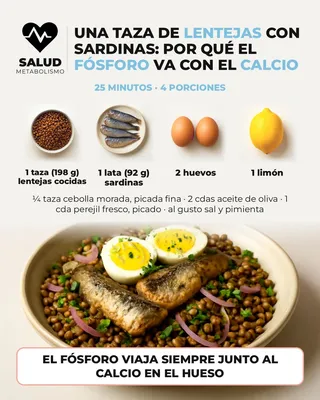 SALUD
METABOLISMO
UNA TAZA DE LENTEJAS CON
SARDINAS: POR QUÉ EL
FÓSFORO VA CON EL CALCIO
25 MINUTOS · 4 PORCIONES
1 taza (198 g)
lentejas cocidas
1 lata (92 g)
sardinas
2 huevos
1 limón
¼ taza cebolla morada, picada fina · 2 cdas aceite de oliva · 1
cda perejil fresco, picado · al gusto sal y pimienta
EL FÓSFORO VIAJA SIEMPRE JUNTO AL
CALCIO EN EL HUESO